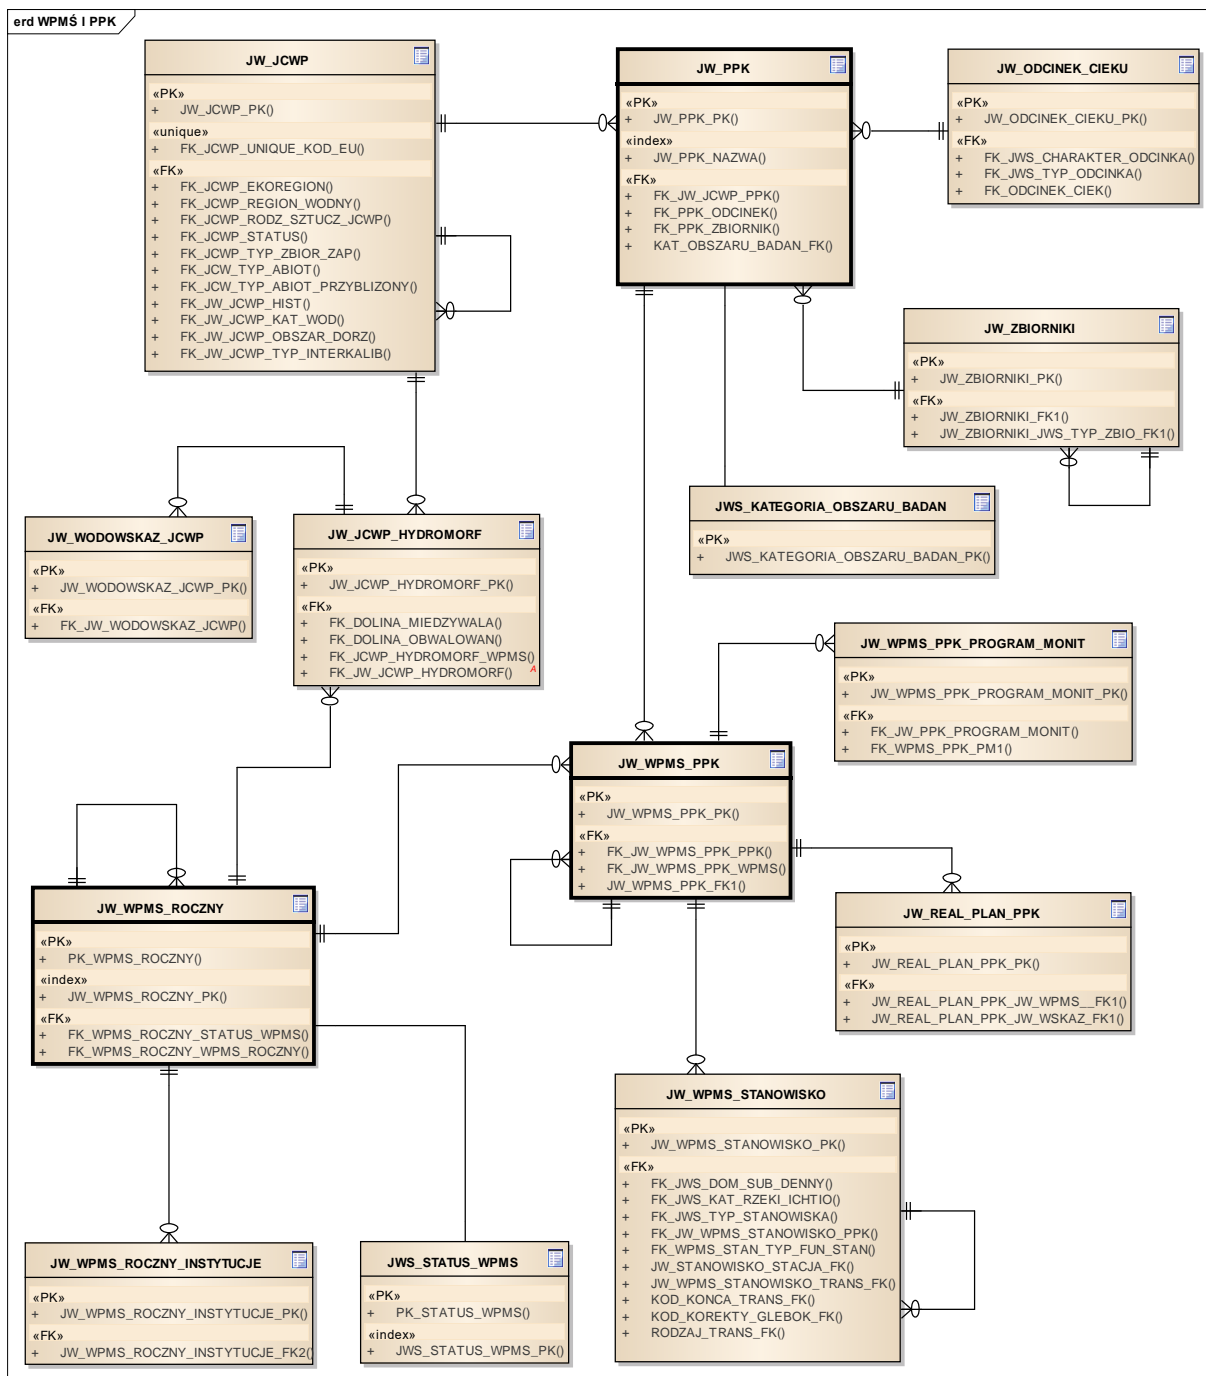 erd WPMŚ I PPK
JW_JCWP
«PK»
+ JW_JCWP_PK()
«unique»
+ FK_JCWP_UNIQUE_KOD_EU()
«FK»
+ FK_JCWP_EKOREGION()
+ FK_JCWP_REGION_WODNY()
+ FK_JCWP_RODZ_SZTUCZ_JCWP()
+ FK_JCWP_STATUS()
+ FK_JCWP_TYP_ZBIOR_ZAP()
+ FK_JCW_TYP_ABIOT()
+ FK_JCW_TYP_ABIOT_PRZYBLIZONY()
+ FK_JW_JCWP_HIST()
+ FK_JW_JCWP_KAT_WOD()
+ FK_JW_JCWP_OBSZAR_DORZ()
+ FK_JW_JCWP_TYP_INTERKALIB()
JW_PPK
«PK»
+ JW_PPK_PK()
«index»
+ JW_PPK_NAZWA()
«FK»
+ FK_JW_JCWP_PPK()
+ FK_PPK_ODCINEK()
+ FK_PPK_ZBIORNIK()
+ KAT_OBSZARU_BADAN_FK()
JW_ODCINEK_CIEKU
«PK»
+ JW_ODCINEK_CIEKU_PK()
«FK»
+ FK_JWS_CHARAKTER_ODCINKA()
+ FK_JWS_TYP_ODCINKA()
+ FK_ODCINEK_CIEK()
JW_ZBIORNIKI
«PK»
+ JW_ZBIORNIKI_PK()
«FK»
+ JW_ZBIORNIKI_FK1()
+ JW_ZBIORNIKI_JWS_TYP_ZBIO_FK1()
JWS_KATEGORIA_OBSZARU_BADAN
«PK»
+ JWS_KATEGORIA_OBSZARU_BADAN_PK()
JW_WODOWSKAZ_JCWP
«PK»
+ JW_WODOWSKAZ_JCWP_PK()
«FK»
+ FK_JW_WODOWSKAZ_JCWP()
JW_JCWP_HYDROMORF
«PK»
+ JW_JCWP_HYDROMORF_PK()
«FK»
+ FK_DOLINA_MIEDZYWALA()
+ FK_DOLINA_OBWALOWAN()
+ FK_JCWP_HYDROMORF_WPMS()
+ FK_JW_JCWP_HYDROMORF() A
JW_WPMS_PPK_PROGRAM_MONIT
«PK»
+ JW_WPMS_PPK_PROGRAM_MONIT_PK()
«FK»
+ FK_JW_PPK_PROGRAM_MONIT()
+ FK_WPMS_PPK_PM1()
JW_WPMS_PPK
«PK»
+ JW_WPMS_PPK_PK()
«FK»
+ FK_JW_WPMS_PPK_PPK()
+ FK_JW_WPMS_PPK_WPMS()
+ JW_WPMS_PPK_FK1()
JW_WPMS_ROCZNY
«PK»
+ PK_WPMS_ROCZNY()
«index»
+ JW_WPMS_ROCZNY_PK()
«FK»
+ FK_WPMS_ROCZNY_STATUS_WPMS()
+ FK_WPMS_ROCZNY_WPMS_ROCZNY()
JW_REAL_PLAN_PPK
«PK»
+ JW_REAL_PLAN_PPK_PK()
«FK»
+ JW_REAL_PLAN_PPK_JW_WPMS__FK1()
+ JW_REAL_PLAN_PPK_JW_WSKAZ_FK1()
JW_WPMS_STANOWISKO
«PK»
+ JW_WPMS_STANOWISKO_PK()
«FK»
+ FK_JWS_DOM_SUB_DENNY()
+ FK_JWS_KAT_RZEKI_ICHTIO()
+ FK_JWS_TYP_STANOWISKA()
+ FK_JW_WPMS_STANOWISKO_PPK()
+ FK_WPMS_STAN_TYP_FUN_STAN()
+ JW_STANOWISKO_STACJA_FK()
+ JW_WPMS_STANOWISKO_TRANS_FK()
+ KOD_KONCA_TRANS_FK()
+ KOD_KOREKTY_GLEBOK_FK()
+ RODZAJ_TRANS_FK()
JW_WPMS_ROCZNY_INSTYTUCJE
«PK»
+ JW_WPMS_ROCZNY_INSTYTUCJE_PK()
«FK»
+ JW_WPMS_ROCZNY_INSTYTUCJE_FK2()
JWS_STATUS_WPMS
«PK»
+ PK_STATUS_WPMS()
«index»
+ JWS_STATUS_WPMS_PK()